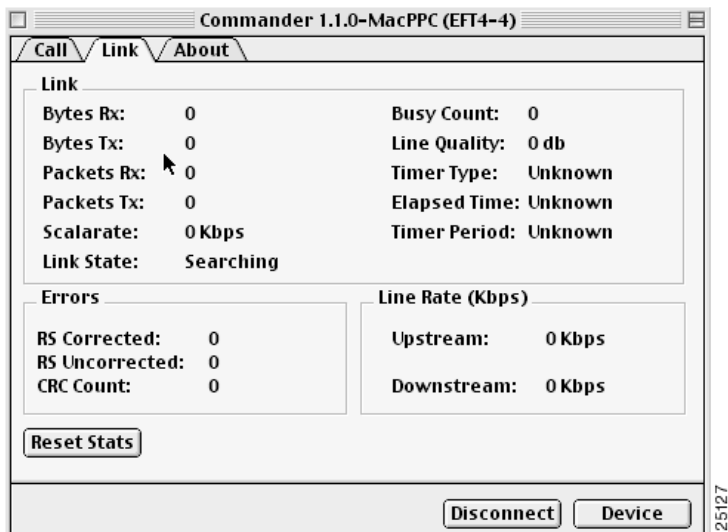 Commander 1.1.0-MacPPC (EFT4-4)
Call Link About
Link
Bytes Rx: 0 Busy Count: 0
Bytes Tx: 0 Line Quality: 0 db
Packets Rx: 0 Timer Type: Unknown
Packets Tx: 0 Elapsed Time: Unknown
Scalarate: 0 Kbps Timer Period: Unknown
Link State: Searching
Errors Line Rate (Kbps)
RS Corrected: 0 Upstream: 0 Kbps
RS Uncorrected: 0
CRC Count: 0 Downstream: 0 Kbps
Reset Stats
Disconnect Device
25127